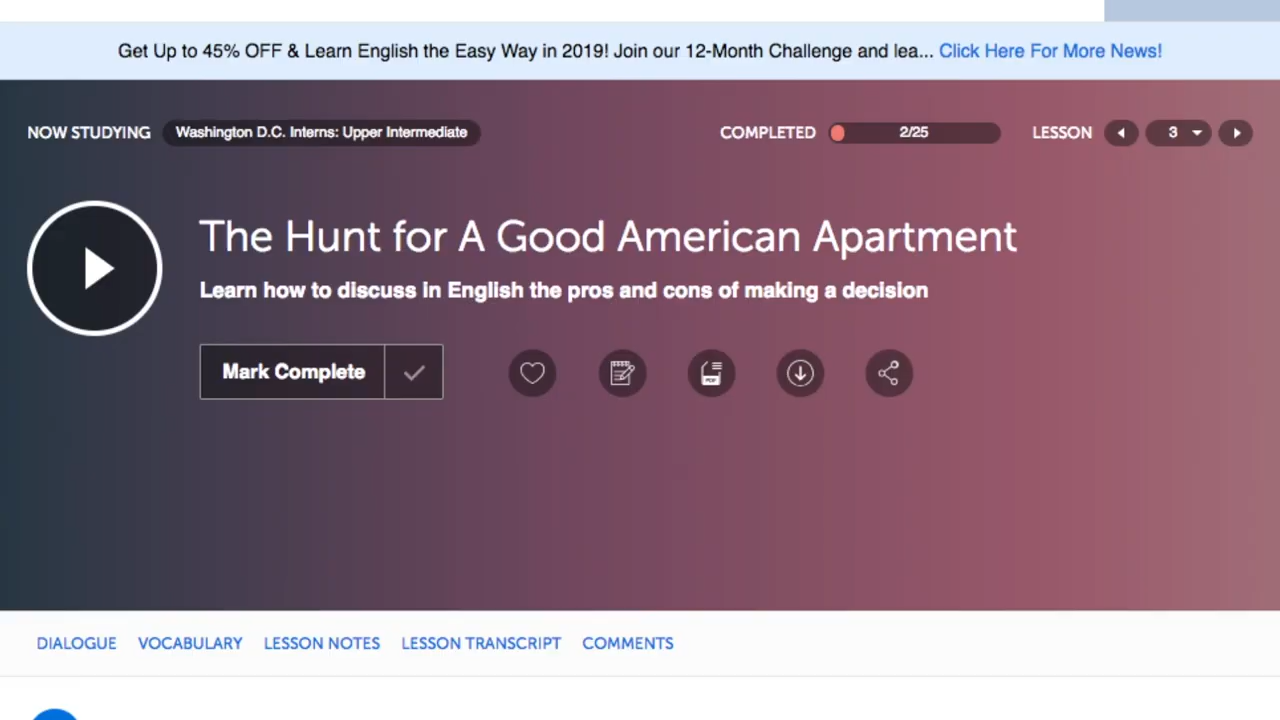 Get Up to 45% OFF & Learn English the Easy Way in 2019! Join our 12-Month Challenge and lea... Click Here For More News!
NOW STUDYING Washington D.C. Interns: Upper Intermediate COMPLETED 2/25 LESSON 3
The Hunt for A Good American Apartment
Learn how to discuss in English the pros and cons of making a decision
Mark Complete
PDF
DIALOGUE VOCABULARY LESSON NOTES LESSON TRANSCRIPT COMMENTS